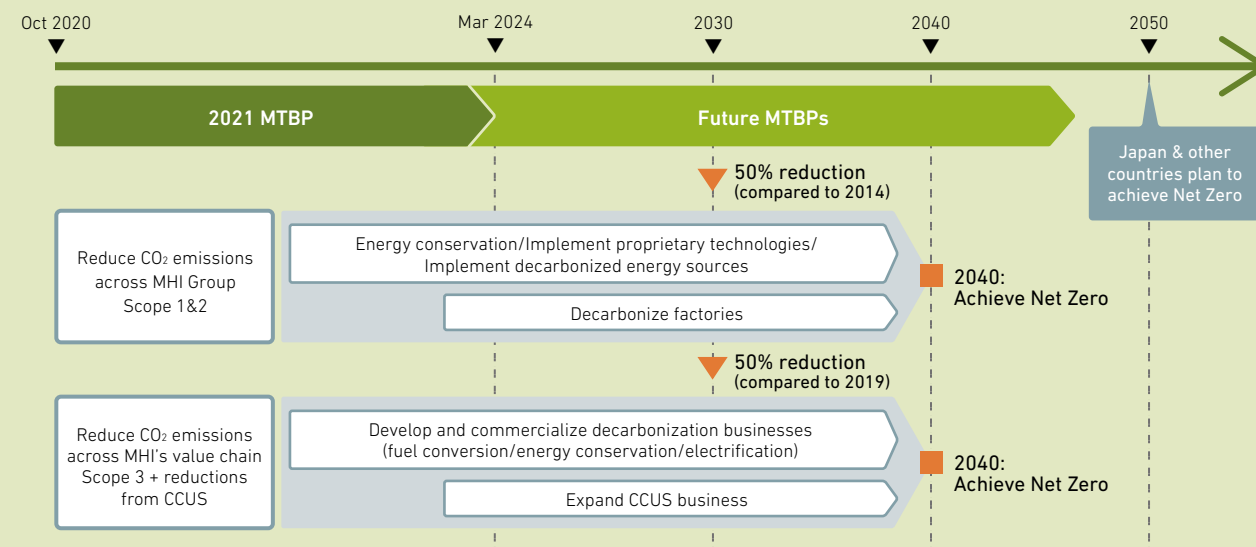 Oct 2020
Mar 2024
2030
2040
2050
2021 MTBP
Future MTBPs
Japan & other
countries plan to
achieve Net Zero
50% reduction
(compared to 2014)
Reduce CO₂ emissions
across MHI Group
Scope 1&2
Energy conservation/Implement proprietary technologies/
Implement decarbonized energy sources
Decarbonize factories
2040:
Achieve Net Zero
50% reduction
(compared to 2019)
Reduce CO₂ emissions
across MHI's value chain
Scope 3 + reductions
from CCUS
Develop and commercialize decarbonization businesses
(fuel conversion/energy conservation/electrification)
Expand CCUS business
2040:
Achieve Net Zero